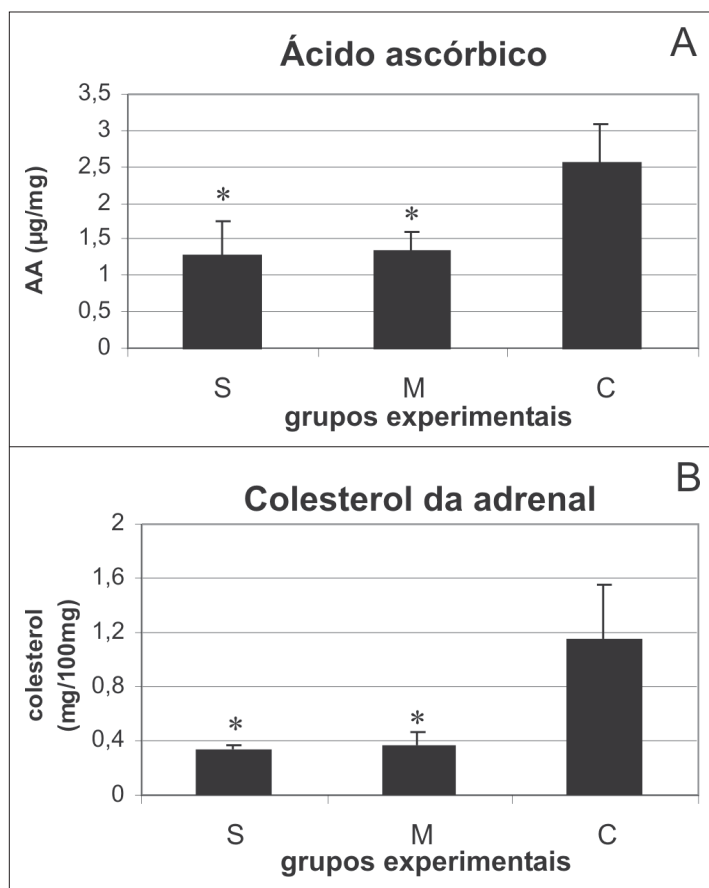 A
Ácido ascórbico
3,5
3
2,5
2
1,5
1
0,5
0
AA (µg/mg)
*
*
S M C
grupos experimentais
B
Colesterol da adrenal
2
1,6
1,2
0,8
0,4
0
colesterol
(mg/100mg)
*
*
S M C
grupos experimentais